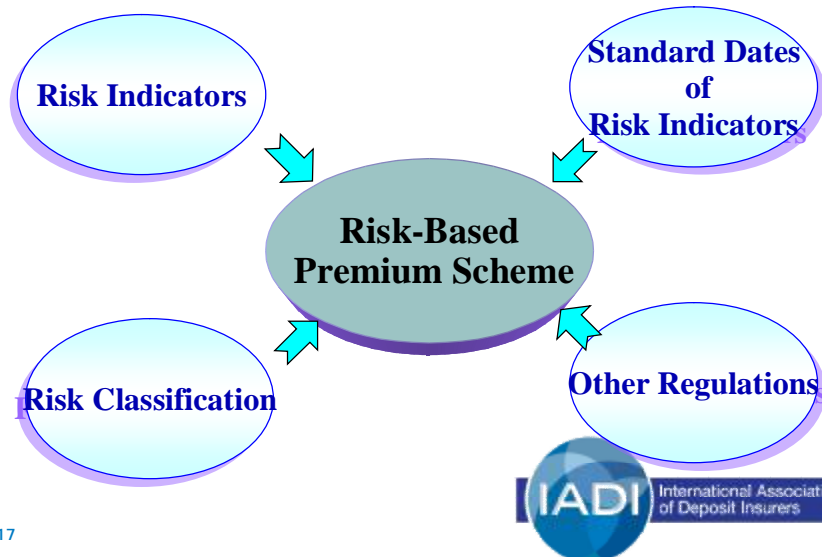 Risk Indicators
Standard Dates
of
Risk Indicators
Risk-Based
Premium Scheme
Risk Classification
Other Regulations
IADI
International
of Deposit Insurers
17